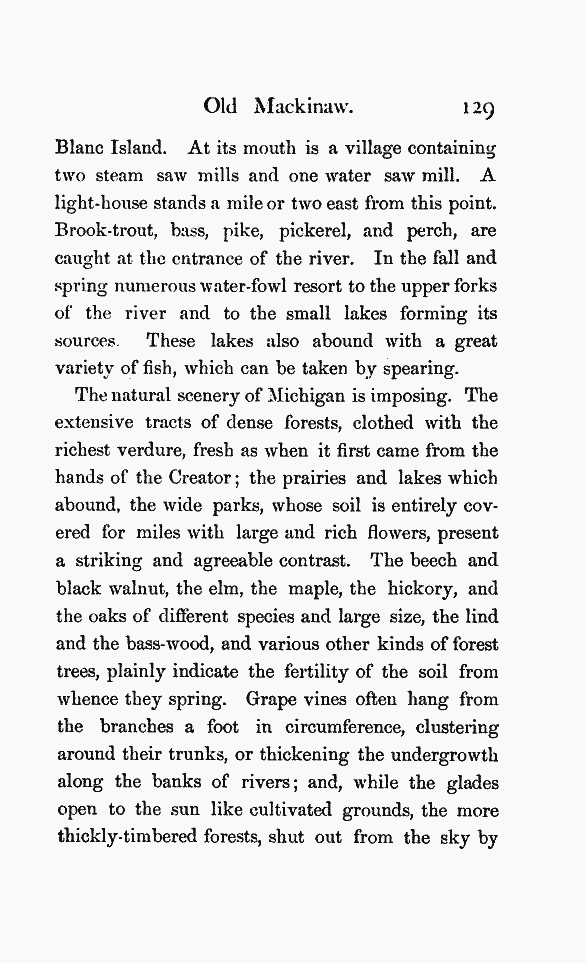 Old Mackinaw. 129
Blanc Island. At its mouth is a village containing
two steam saw mills and one water saw mill. A
light-house stands a mile or two east from this point.
Brook-trout, bass, pike, pickerel, and perch, are
caught at the entrance of the river. In the fall and
spring numerous water-fowl resort to the upper forks
of the river and to the small lakes forming its
sources. These lakes also abound with a great
variety of fish, which can be taken by spearing.
The natural scenery of Michigan is imposing. The
extensive tracts of dense forests, clothed with the
richest verdure, fresh as when it first came from the
hands of the Creator; the prairies and lakes which
abound, the wide parks, whose soil is entirely cov-
ered for miles with large and rich flowers, present
a striking and agreeable contrast. The beech and
black walnut, the elm, the maple, the hickory, and
the oaks of different species and large size, the lind
and the bass-wood, and various other kinds of forest
trees, plainly indicate the fertility of the soil from
whence they spring. Grape vines often hang from
the branches a foot in circumference, clustering
around their trunks, or thickening the undergrowth
along the banks of rivers; and, while the glades
open to the sun like cultivated grounds, the more
thickly-timbered forests, shut out from the sky by